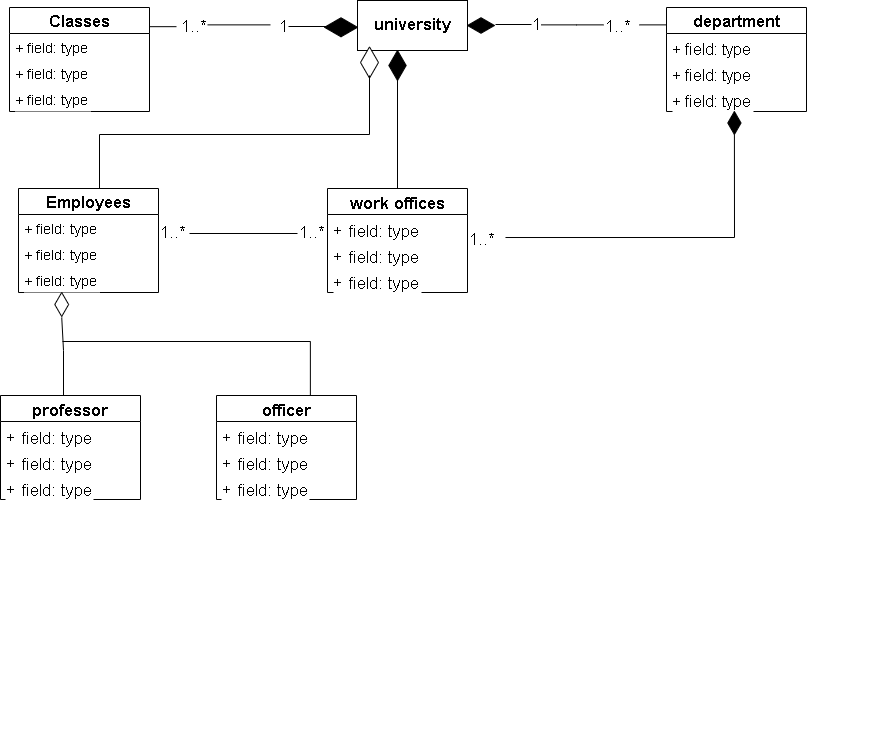 Classes
+ field: type
+ field: type
+ field: type
1..*
1
university
1
1..*
department
+ field: type
+ field: type
+ field: type
Employees
+ field: type
+ field: type
+ field: type
1..*
1..*
work offices
+ field: type
+ field: type
+ field: type
1..*
professor
+ field: type
+ field: type
+ field: type
officer
+ field: type
+ field: type
+ field: type